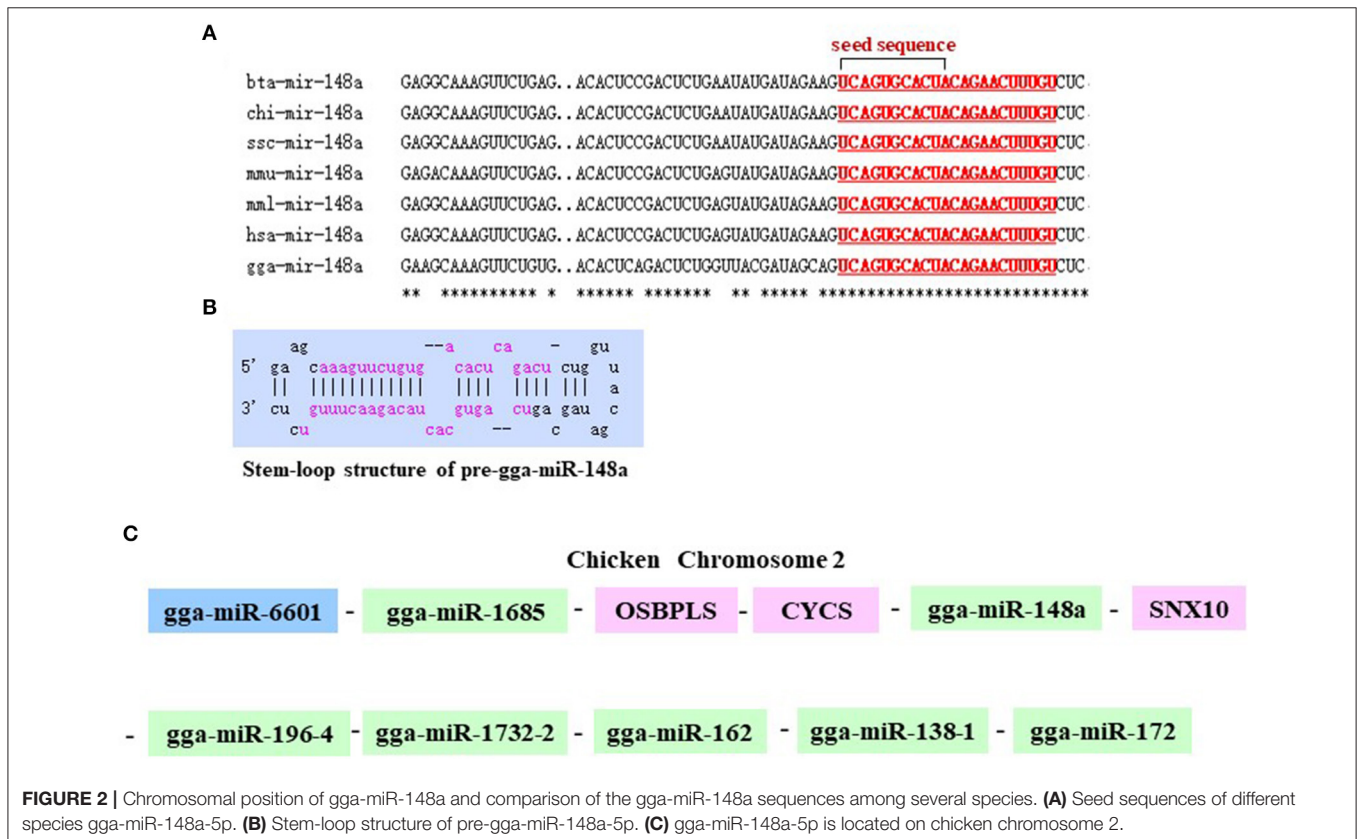 A
seed sequence
bta-mir-148a GAGGCAAAGUUCUGAG..ACACUCCGACUCUGAAUAUGAUAGAAGUCAGUGCACUACAGAACUUUGUCUC.
chi-mir-148a GAGGCAAAGUUCUGAG..ACACUCCGACUCUGAAUAUGAUAGAAGUCAGUGCACUACAGAACUUUGUCUC.
ssc-mir-148a GAGGCAAAGUUCUGAG..ACACUCCGACUCUGAAUAUGAUAGAAGUCAGUGCACUACAGAACUUUGUCUC.
mmu-mir-148a GAGACAAAGUUCUGAG..ACACUCCGACUCUGAGUAUGAUAGAAGUCAGUGCACUACAGAACUUUGUCUC.
mml-mir-148a GAGGCAAAGUUCUGAG..ACACUCCGACUCUGAGUAUGAUAGAAGUCAGUGCACUACAGAACUUUGUCUC.
hsa-mir-148a GAGGCAAAGUUCUGAG..ACACUCCGACUCUGAGUAUGAUAGAAGUCAGUGCACUACAGAACUUUGUCUC.
gga-mir-148a GAAGCAAAGUUCUGUG..ACACUCAGACUCUGGUUACGAUAGCAGUCAGUGCACUACAGAACUUUGUCUC.
** ********** * ****** ******* ** ***** *****************************
B
ag --a ca - gu
5' ga caaaguucugug cacu gacu cug u
|| |||||||||||| |||| |||| ||| a
3' cu guuucaagacau guga cuga gau c
cu cac -- c ag
Stem-loop structure of pre-gga-miR-148a
C
Chicken Chromosome 2
gga-miR-6601 - gga-miR-1685 - OSBPLS - CYCS - gga-miR-148a - SNX10
- gga-miR-196-4 - gga-miR-1732-2 - gga-miR-162 - gga-miR-138-1 - gga-miR-172
FIGURE 2 | Chromosomal position of gga-miR-148a and comparison of the gga-miR-148a sequences among several species. (A) Seed sequences of different
species gga-miR-148a-5p. (B) Stem-loop structure of pre-gga-miR-148a-5p. (C) gga-miR-148a-5p is located on chicken chromosome 2.